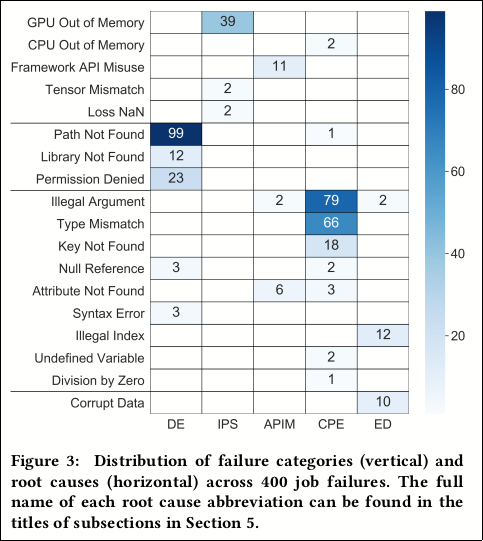 GPU Out of Memory 39
CPU Out of Memory 2
80
Framework API Misuse 11
Tensor Mismatch 2
Loss NaN 2
Path Not Found 99 1
60
Library Not Found 12
Permission Denied 23
Illegal Argument 2 79 2
Type Mismatch 66
40
Key Not Found 18
Null Reference 3 2
Attribute Not Found 6 3
Syntax Error 3
20
Illegal Index 12
Undefined Variable 2
Division by Zero 1
Corrupt Data 10
DE IPS APIM CPE ED
Figure 3: Distribution of failure categories (vertical) and
root causes (horizontal) across 400 job failures. The full
name of each root cause abbreviation can be found in the
titles of subsections in Section 5.